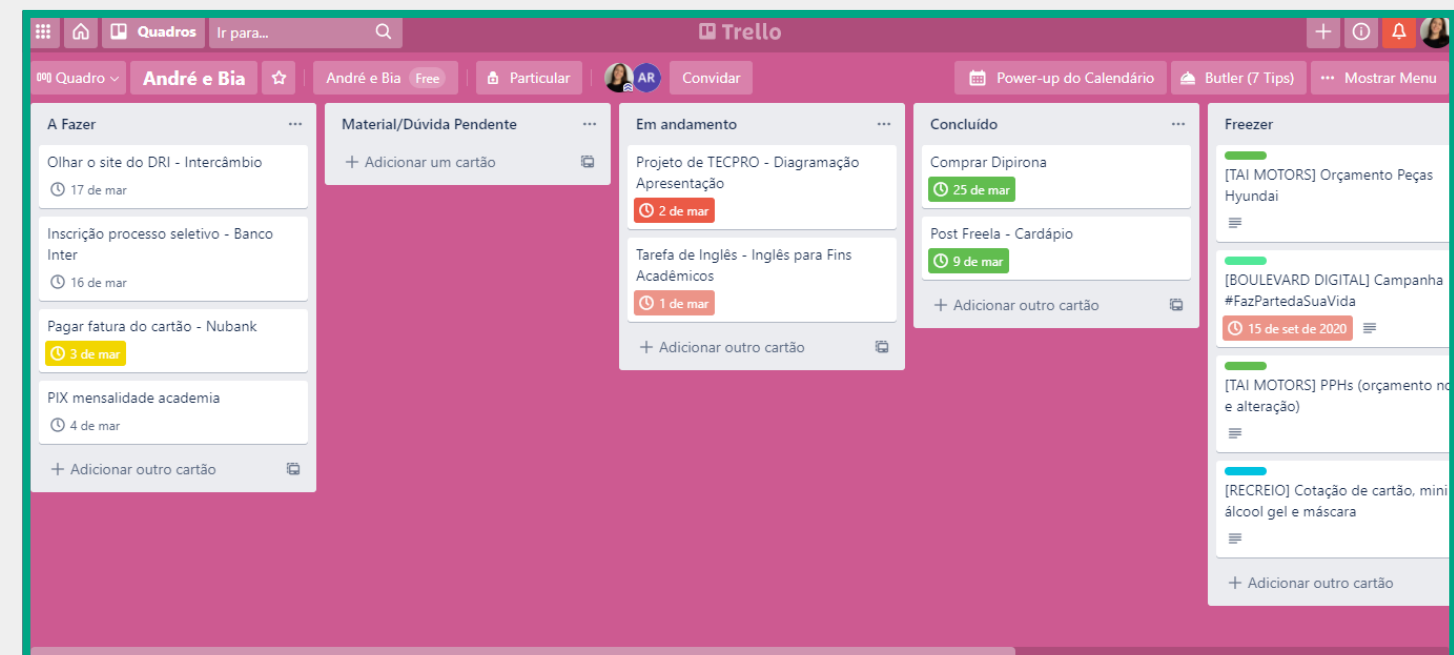 Quadros
Ir para...
Trello
Quadro
André e Bia
André e Bia Free
Particular
AR
Convidar
Power-up do Calendário
Butler (7 Tips)
... Mostrar Menu
A Fazer
Olhar o site do DRI - Intercâmbio
17 de mar
Inscrição processo seletivo - Banco
Inter
16 de mar
Pagar fatura do cartão - Nubank
3 de mar
PIX mensalidade academia
4 de mar
+ Adicionar outro cartão
Material/Dúvida Pendente
+ Adicionar um cartão
Em andamento
Projeto de TECPRO - Diagramação
Apresentação
2 de mar
Tarefa de Inglês - Inglês para Fins
Acadêmicos
1 de mar
+ Adicionar outro cartão
Concluído
Comprar Dipirona
25 de mar
Post Freela - Cardápio
9 de mar
+ Adicionar outro cartão
Freezer
[TAI MOTORS] Orçamento Peças
Hyundai
[BOULEVARD DIGITAL] Campanha
#FazPartedaSuaVida
15 de set de 2020
[TAI MOTORS] PPHs (orçamento
e alteração)
[RECREIO] Cotação de cartão, mini
álcool gel e máscara
+ Adicionar outro cartão